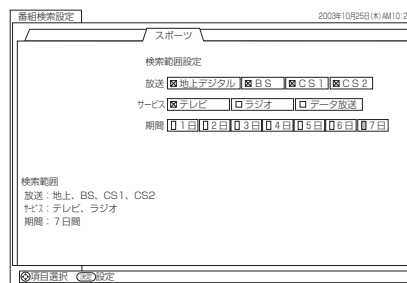 番組検索設定 2003年10月25日(木)AM10:2
スポーツ
検索範囲設定
放送 地上デジタル BS CS1 CS2
サービス テレビ ラジオ データ放送
期間 1日 2日 3日 4日 5日 6日 7日
検索範囲
放送：地上、BS、CS1、CS2
ｻｰﾋﾞｽ：テレビ、ラジオ
期間：7日間
項目選択 決定 設定